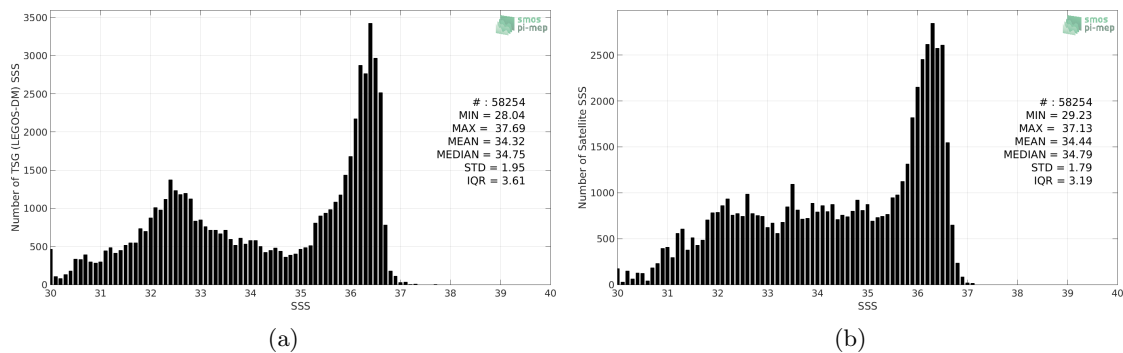 Number of TSG (LEGOS-DM) SSS
3500
3000
2500
2000
1500
1000
500
0
smos
pi-mep
# : 58254
MIN = 28.04
MAX = 37.69
MEAN = 34.32
MEDIAN = 34.75
STD = 1.95
IQR = 3.61
30 31 32 33 34 35 36 37 38 39 40
SSS
(a)
Number of Satellite SSS
2500
2000
1500
1000
500
0
smos
pi-mep
# : 58254
MIN = 29.23
MAX = 37.13
MEAN = 34.44
MEDIAN = 34.79
STD = 1.79
IQR = 3.19
30 31 32 33 34 35 36 37 38 39 40
SSS
(b)